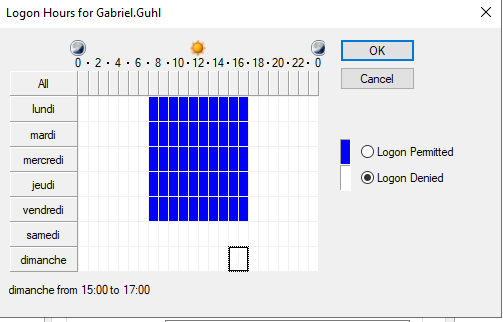 Logon Hours for Gabriel.Guhl
0 · 2 · 4 · 6 · 8 · 10 · 12 · 14 · 16 · 18 · 20 · 22 · 0
All
lundi
mardi
mercredi
jeudi
vendredi
samedi
dimanche
dimanche from 15:00 to 17:00
OK
Cancel
Logon Permitted
Logon Denied